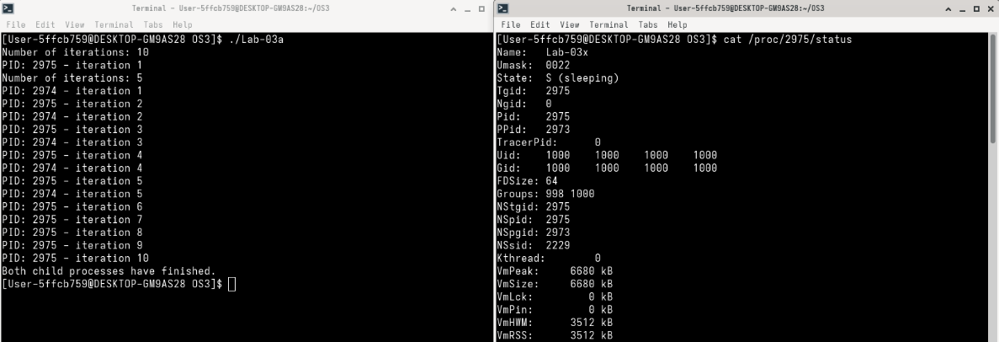 Terminal - User-5ffcb759@DESKTOP-GM9AS28:~/OS3
File Edit View Terminal Tabs Help
[User-5ffcb759@DESKTOP-GM9AS28 OS3]$ ./Lab-03a
Number of iterations: 10
PID: 2975 - iteration 1
Number of iterations: 5
PID: 2974 - iteration 1
PID: 2975 - iteration 2
PID: 2974 - iteration 2
PID: 2975 - iteration 3
PID: 2974 - iteration 3
PID: 2975 - iteration 4
PID: 2974 - iteration 4
PID: 2975 - iteration 5
PID: 2974 - iteration 5
PID: 2975 - iteration 6
PID: 2975 - iteration 7
PID: 2975 - iteration 8
PID: 2975 - iteration 9
PID: 2975 - iteration 10
Both child processes have finished.
[User-5ffcb759@DESKTOP-GM9AS28 OS3]$
Terminal - User-5ffcb759@DESKTOP-GM9AS28:~/OS3
File Edit View Terminal Tabs Help
[User-5ffcb759@DESKTOP-GM9AS28 OS3]$ cat /proc/2975/status
Name: Lab-03x
Umask: 0022
State: S (sleeping)
Tgid: 2975
Ngid: 0
Pid: 2975
PPid: 2973
TracerPid: 0
Uid: 1000 1000 1000 1000
Gid: 1000 1000 1000 1000
FDSize: 64
Groups: 998 1000
NStgid: 2975
NSpid: 2975
NSpgid: 2973
NSsid: 2229
Kthread: 0
VmPeak: 6680 kB
VmSize: 6680 kB
VmLck: 0 kB
VmPin: 0 kB
VmHWM: 3512 kB
VmRSS: 3512 kB